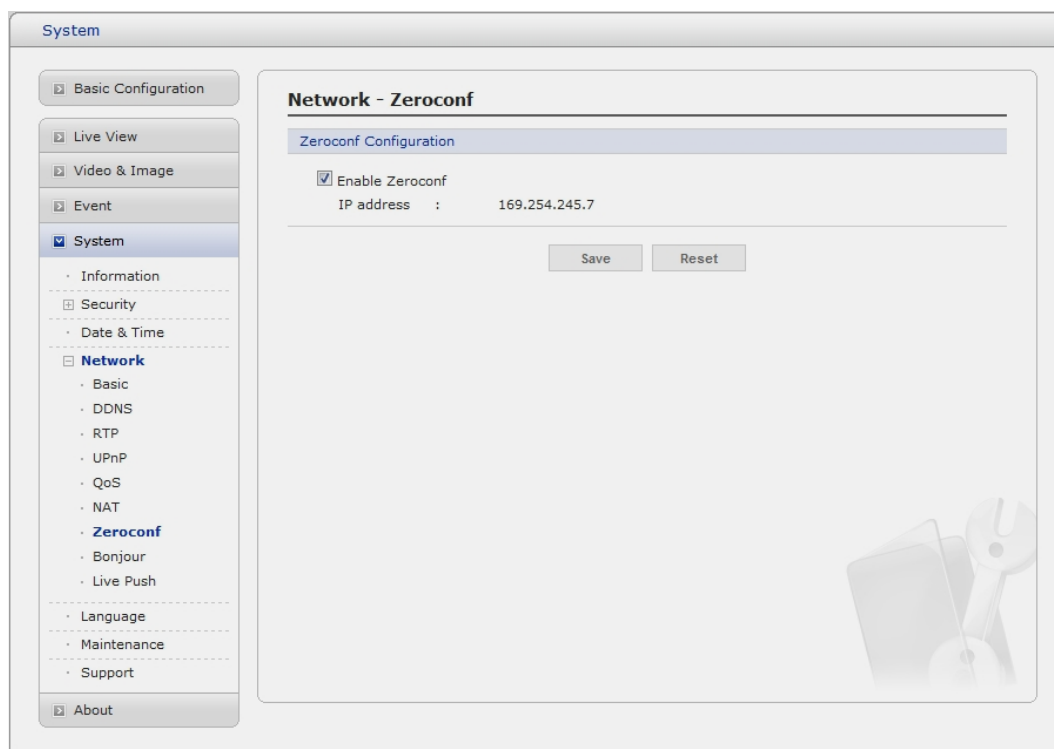 System
Basic Configuration
Live View
Video & Image
Event
System
Information
Security
Date & Time
Network
Basic
DDNS
RTP
UPnP
QoS
NAT
Zeroconf
Bonjour
Live Push
Language
Maintenance
Support
About
Network - Zeroconf
Zeroconf Configuration
Enable Zeroconf
IP address : 169.254.245.7
Save Reset